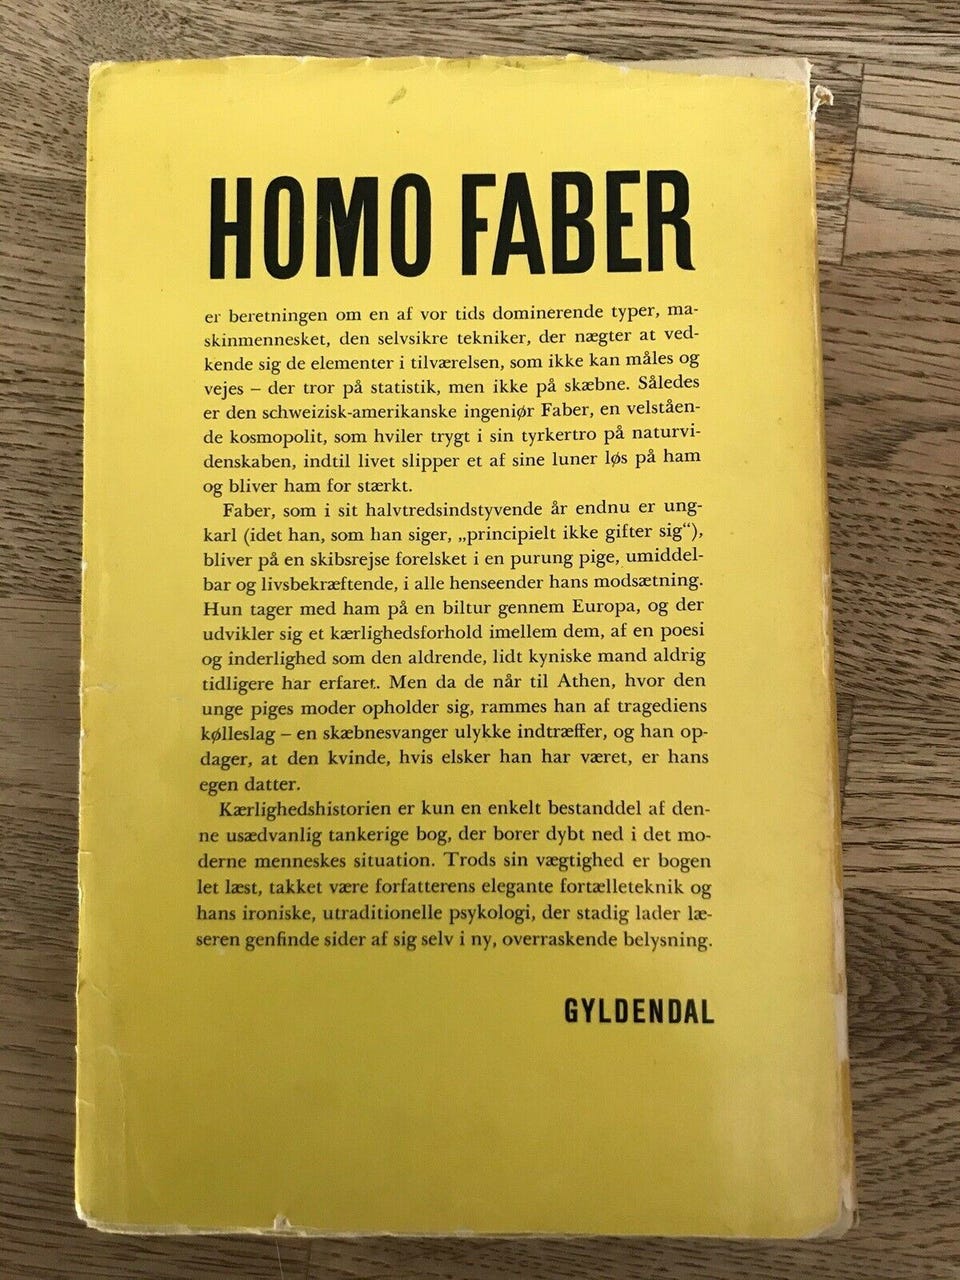 HOMO FABER
er beretningen om en af vor tids dominerende typer, ma-
skinmennesket, den selvsikre tekniker, der nægter at ved-
kende sig de elementer i tilværelsen, som ikke kan måles og
vejes – der tror på statistik, men ikke på skæbne. Således
er den schweizisk-amerikanske ingeniør Faber, en velståen-
de kosmopolit, som hviler trygt i sin tyrkertro på naturvi-
denskaben, indtil livet slipper et af sine luner løs på ham
og bliver ham for stærkt.
Faber, som i sit halvtredsindstyvende år endnu er ung-
karl (idet han, som han siger, „principielt ikke gifter sig“),
bliver på en skibsrejse forelsket i en purung pige, umiddel-
bar og livsbekræftende, i alle henseender hans modsætning.
Hun tager med ham på en biltur gennem Europa, og der
udvikler sig et kærlighedsforhold imellem dem, af en poesi
og inderlighed som den aldrende, lidt kyniske mand aldrig
tidligere har erfaret. Men da de når til Athen, hvor den
unge piges moder opholder sig, rammes han af tragediens
kølleslag – en skæbnesvanger ulykke indtræffer, og han op-
dager, at den kvinde, hvis elsker han har været, er hans
egen datter.
Kærlighedshistorien er kun en enkelt bestanddel af den-
ne usædvanlig tankerige bog, der borer dybt ned i det mo-
derne menneskes situation. Trods sin vægtighed er bogen
let læst, takket være forfatterens elegante fortælleteknik og
hans ironiske, utraditionelle psykologi, der stadig lader læ-
seren genfinde sider af sig selv i ny, overraskende belysning.
GYLDENDAL